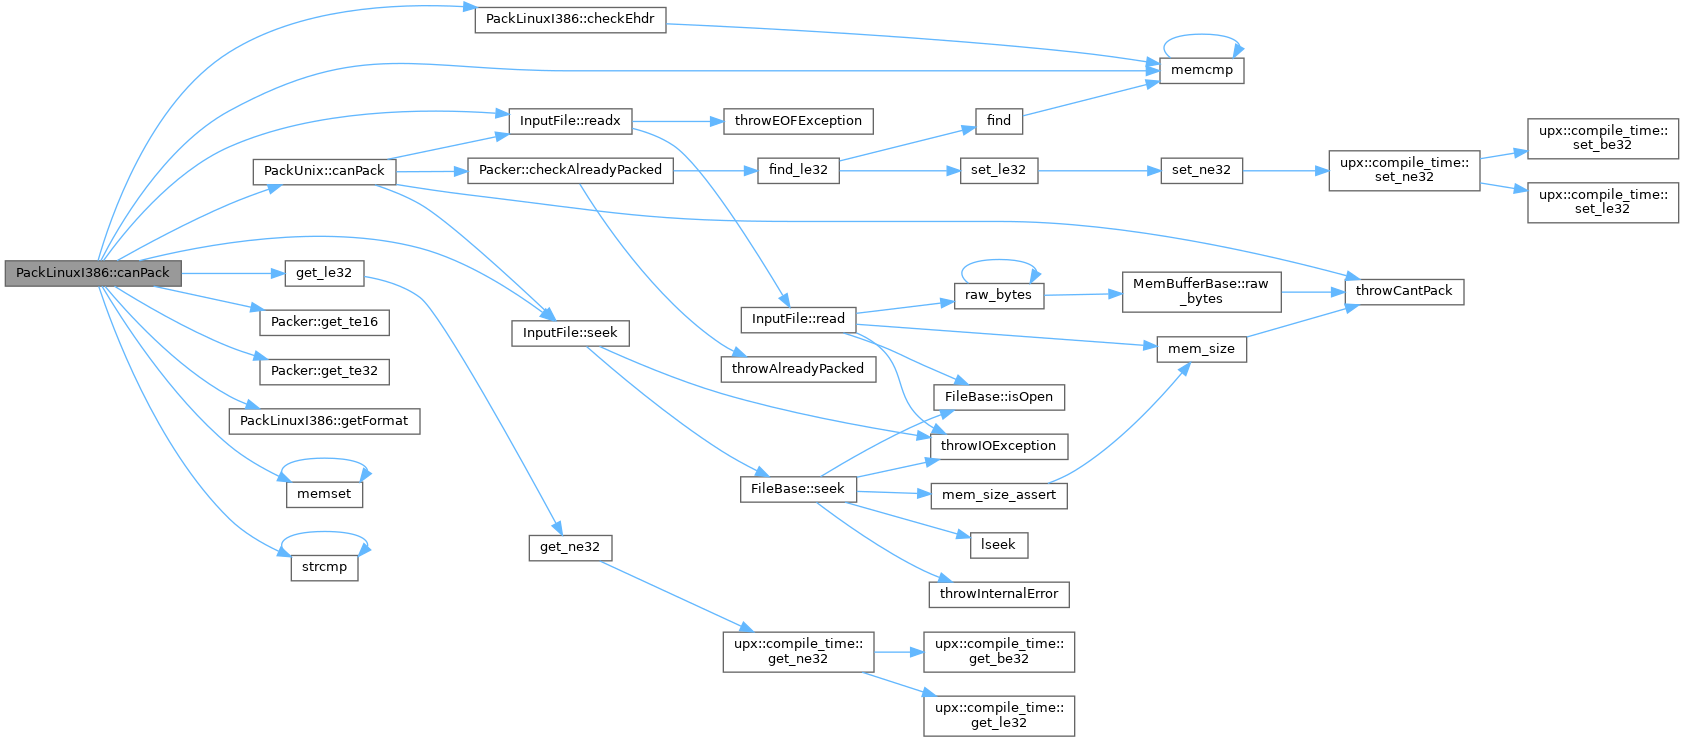 PackLinuxI386::checkEhdr
memcmp
InputFile::readx
throwEOFException
find
upx::compile_time::
set_be32
PackUnix::canPack
Packer::checkAlreadyPacked
find_le32
set_le32
set_ne32
upx::compile_time::
set_ne32
upx::compile_time::
set_le32
PackLinuxI386::canPack
get_le32
raw_bytes
MemBufferBase::raw
_bytes
throwCantPack
Packer::get_te16
InputFile::seek
InputFile::read
mem_size
Packer::get_te32
throwAlreadyPacked
FileBase::isOpen
PackLinuxI386::getFormat
throwIOException
memset
FileBase::seek
mem_size_assert
strcmp
get_ne32
lseek
throwInternalError
upx::compile_time::
get_ne32
upx::compile_time::
get_be32
upx::compile_time::
get_le32